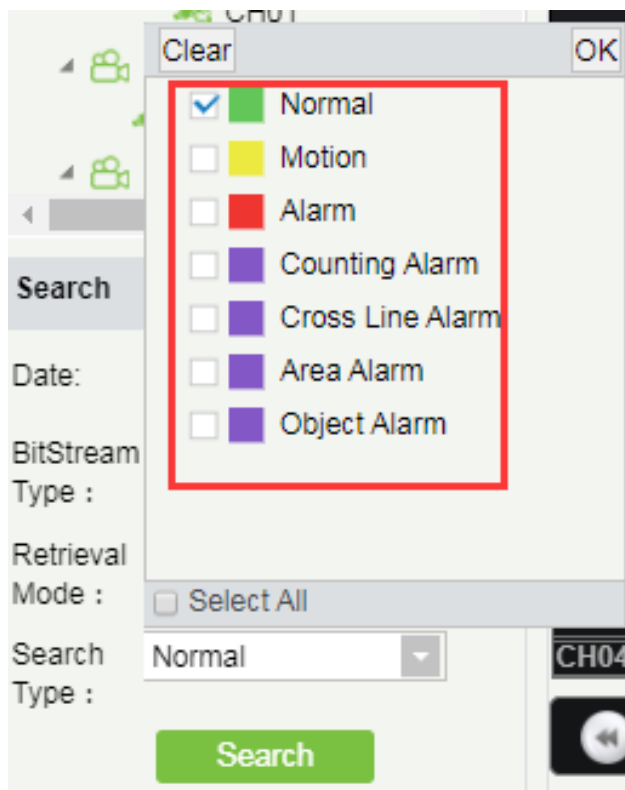 CH01
Clear OK
Normal
Motion
Alarm
Counting Alarm
Cross Line Alarm
Area Alarm
Object Alarm
Search
Date:
BitStream
Type :
Retrieval
Mode :
Select All
Search
Type :
Normal
CH04
Search